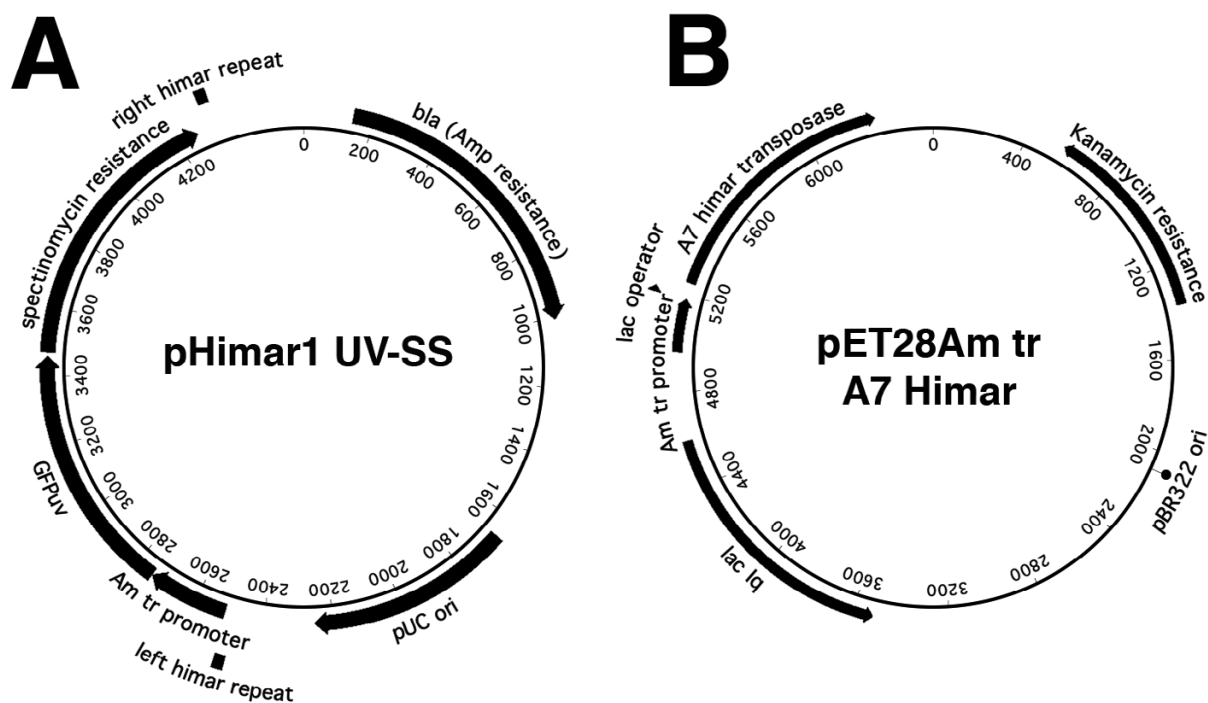 A
right himar repeat
bla (Amp resistance)
spectinomycin resistance
GFPuv
Am tr promoter
left himar repeat
pUC ori
0
200
400
600
800
1000
1200
1400
1600
1800
2000
2200
2400
2600
2800
3000
3200
3400
3600
3800
4000
4200
pHimar1 UV-SS
B
A7 himar transposase
Kanamycin resistance
lac operator
Am tr promoter
lac Iq
pBR322 ori
0
400
800
1200
1600
2000
2400
2800
3200
3600
4000
4400
4800
5200
5600
6000
pET28Am tr
A7 Himar